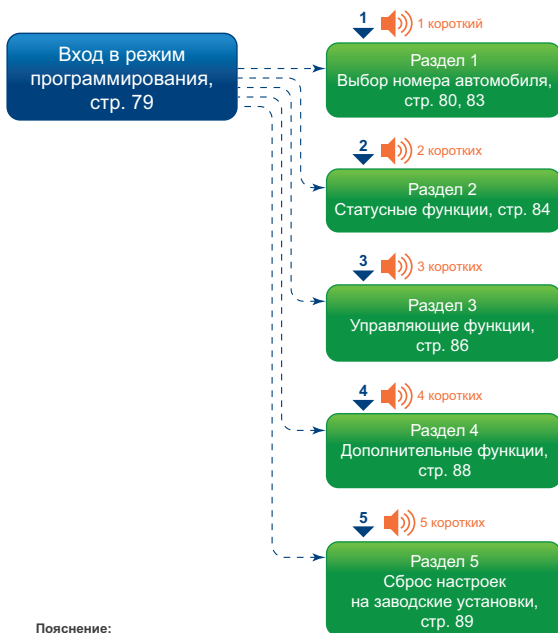 Вход в режим
программирования,
стр. 79
1 1 короткий
Раздел 1
Выбор номера автомобиля,
стр. 80, 83
2 2 коротких
Раздел 2
Статусные функции, стр. 84
3 3 коротких
Раздел 3
Управляющие функции,
стр. 86
4 4 коротких
Раздел 4
Дополнительные функции,
стр. 88
5 5 коротких
Раздел 5
Сброс настроек
на заводские установки,
стр. 89
Пояснение: